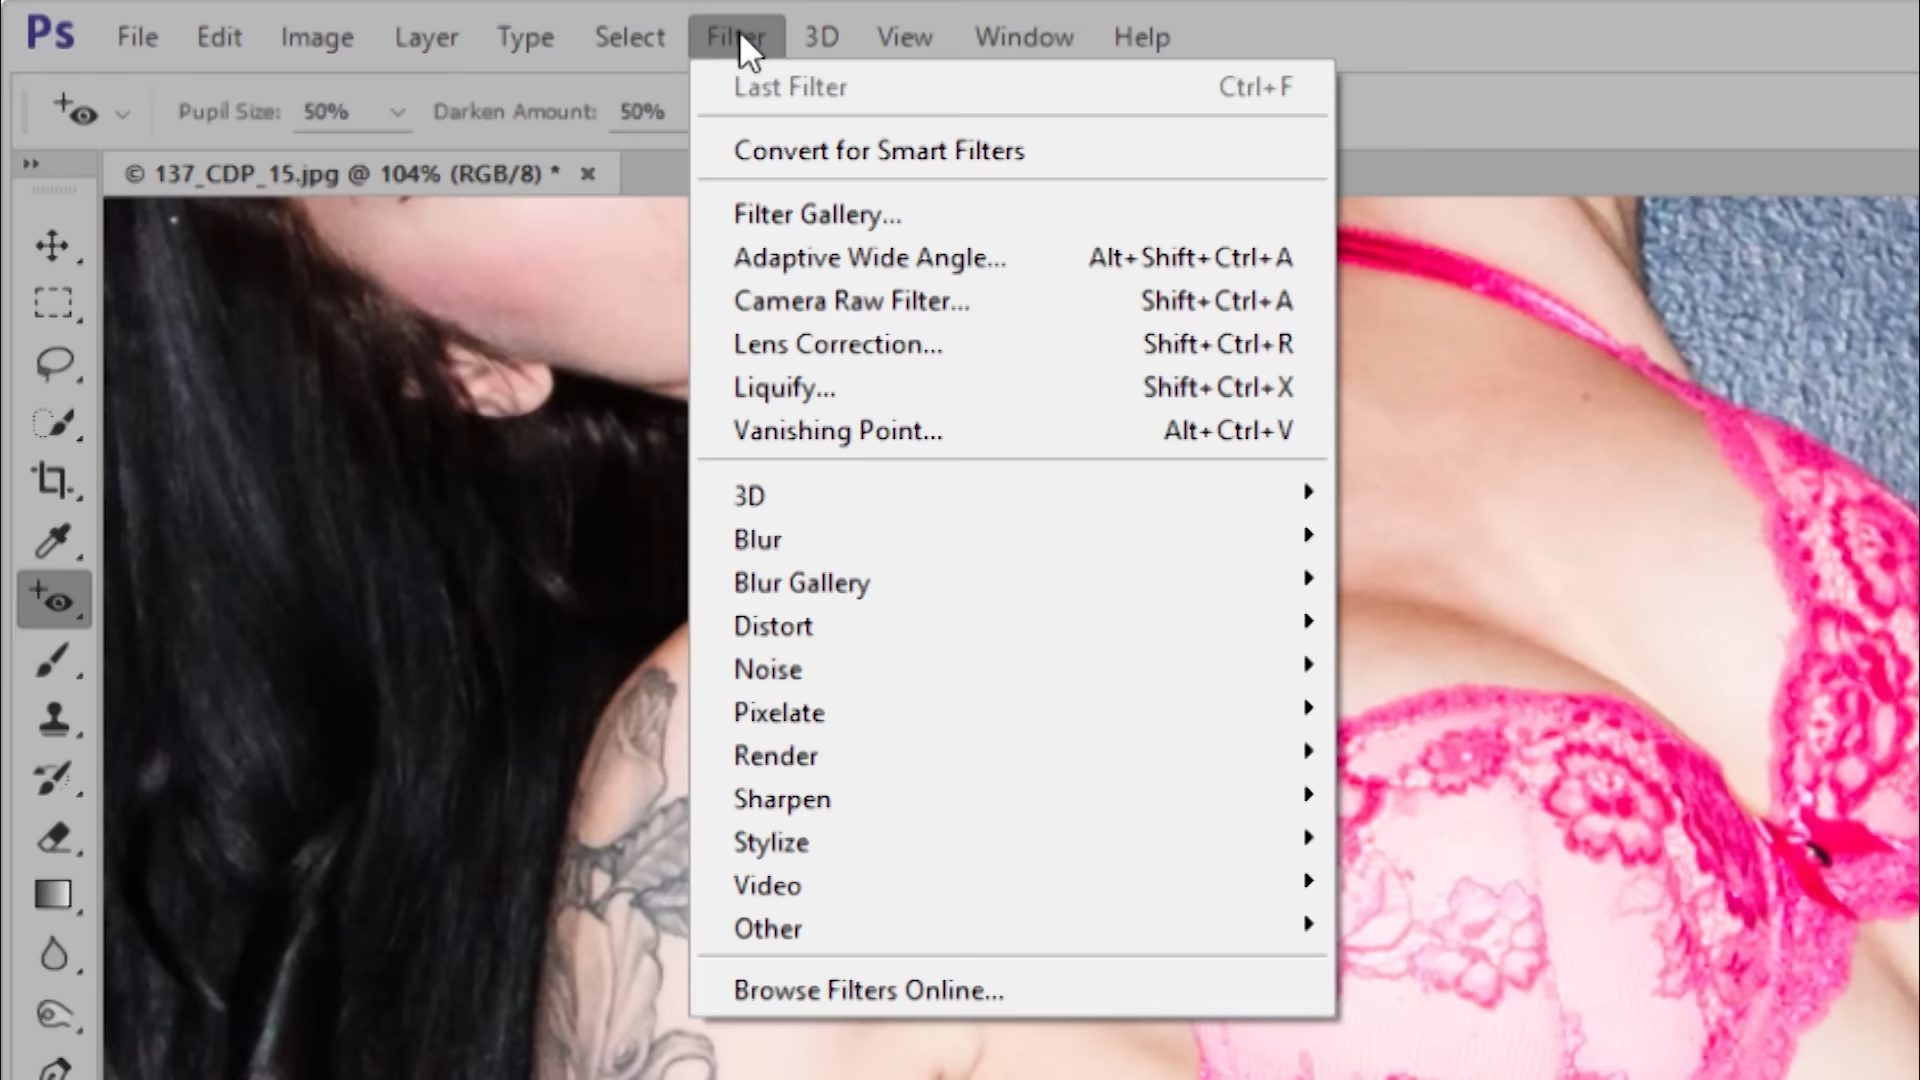 Ps File Edit Image Layer Type Select Filter 3D View Window Help
Pupil Size: 50% Darken Amount: 50%
© 137_CDP_15.jpg @ 104% (RGB/8) *
Last Filter Ctrl+F
Convert for Smart Filters
Filter Gallery...
Adaptive Wide Angle... Alt+Shift+Ctrl+A
Camera Raw Filter... Shift+Ctrl+A
Lens Correction... Shift+Ctrl+R
Liquify... Shift+Ctrl+X
Vanishing Point... Alt+Ctrl+V
3D
Blur
Blur Gallery
Distort
Noise
Pixelate
Render
Sharpen
Stylize
Video
Other
Browse Filters Online...